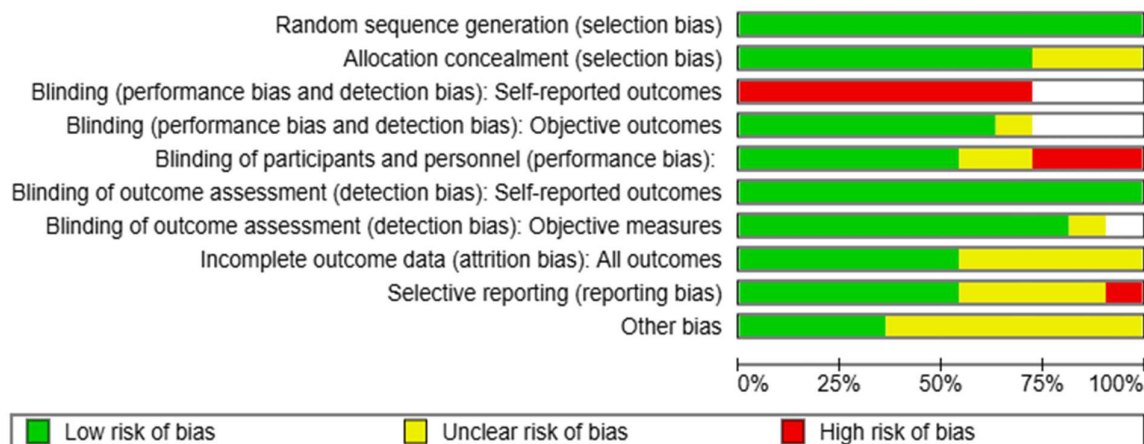 Random sequence generation (selection bias)
Allocation concealment (selection bias)
Blinding (performance bias and detection bias): Self-reported outcomes
Blinding (performance bias and detection bias): Objective outcomes
Blinding of participants and personnel (performance bias):
Blinding of outcome assessment (detection bias): Self-reported outcomes
Blinding of outcome assessment (detection bias): Objective measures
Incomplete outcome data (attrition bias): All outcomes
Selective reporting (reporting bias)
Other bias
0% 25% 50% 75% 100%
Low risk of bias Unclear risk of bias High risk of bias